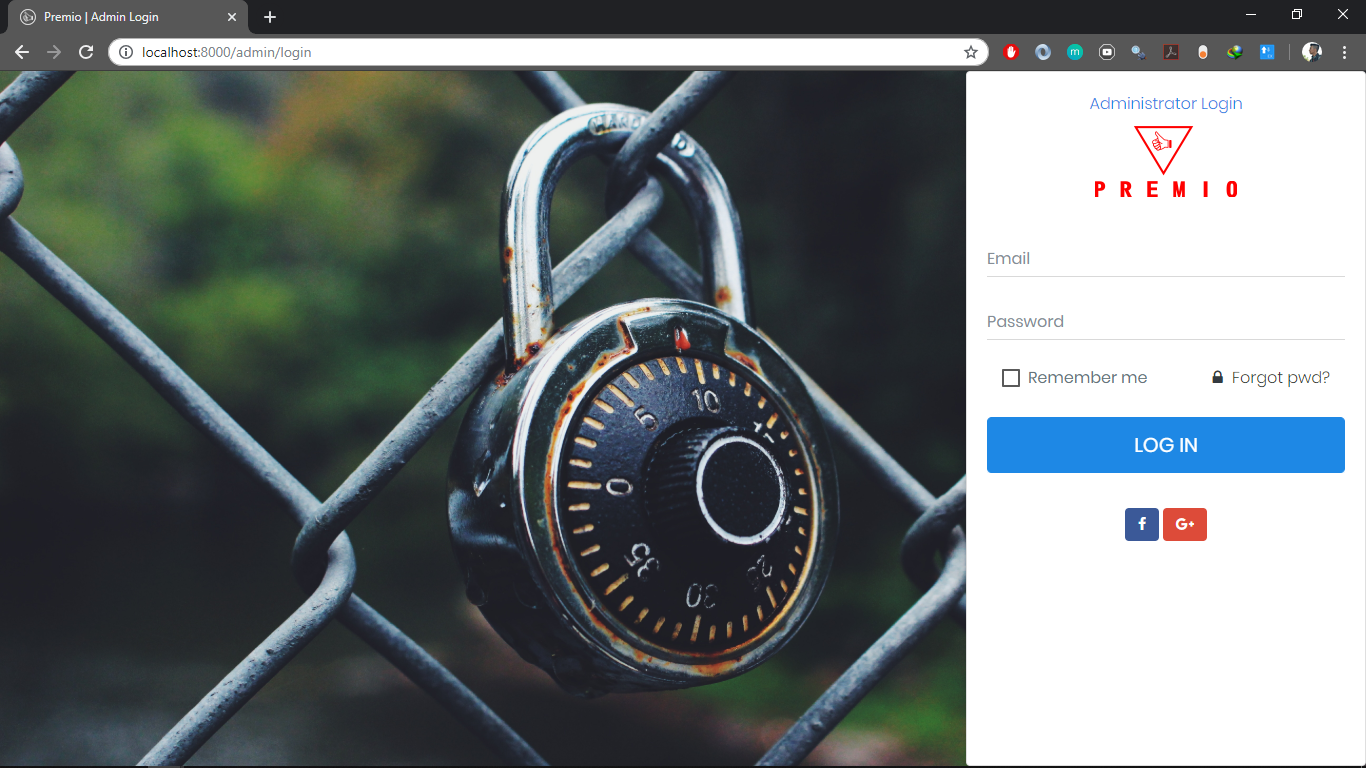 Premio | Admin Login
localhost:8000/admin/login
Administrator Login
PREMIO
Email
Password
Remember me
Forgot pwd?
LOG IN
f
G+
5
10
0
35
30
25